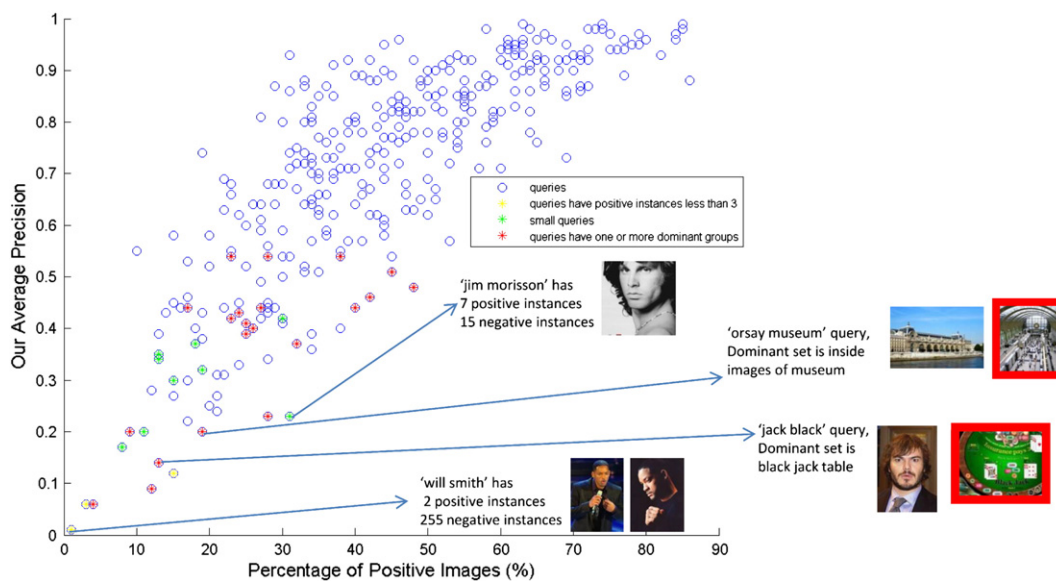 1
0.9
0.8
0.7
0.6
0.5
0.4
0.3
0.2
0.1
0
Our Average Precision
0 10 20 30 40 50 60 70 80 90
Percentage of Positive Images (%)
queries
queries have positive instances less than 3
small queries
queries have one or more dominant groups
‘jim morisson’ has
7 positive instances
15 negative instances
‘orsay museum’ query,
Dominant set is inside
images of museum
‘jack black’ query,
Dominant set is
black jack table
‘will smith’ has
2 positive instances
255 negative instances